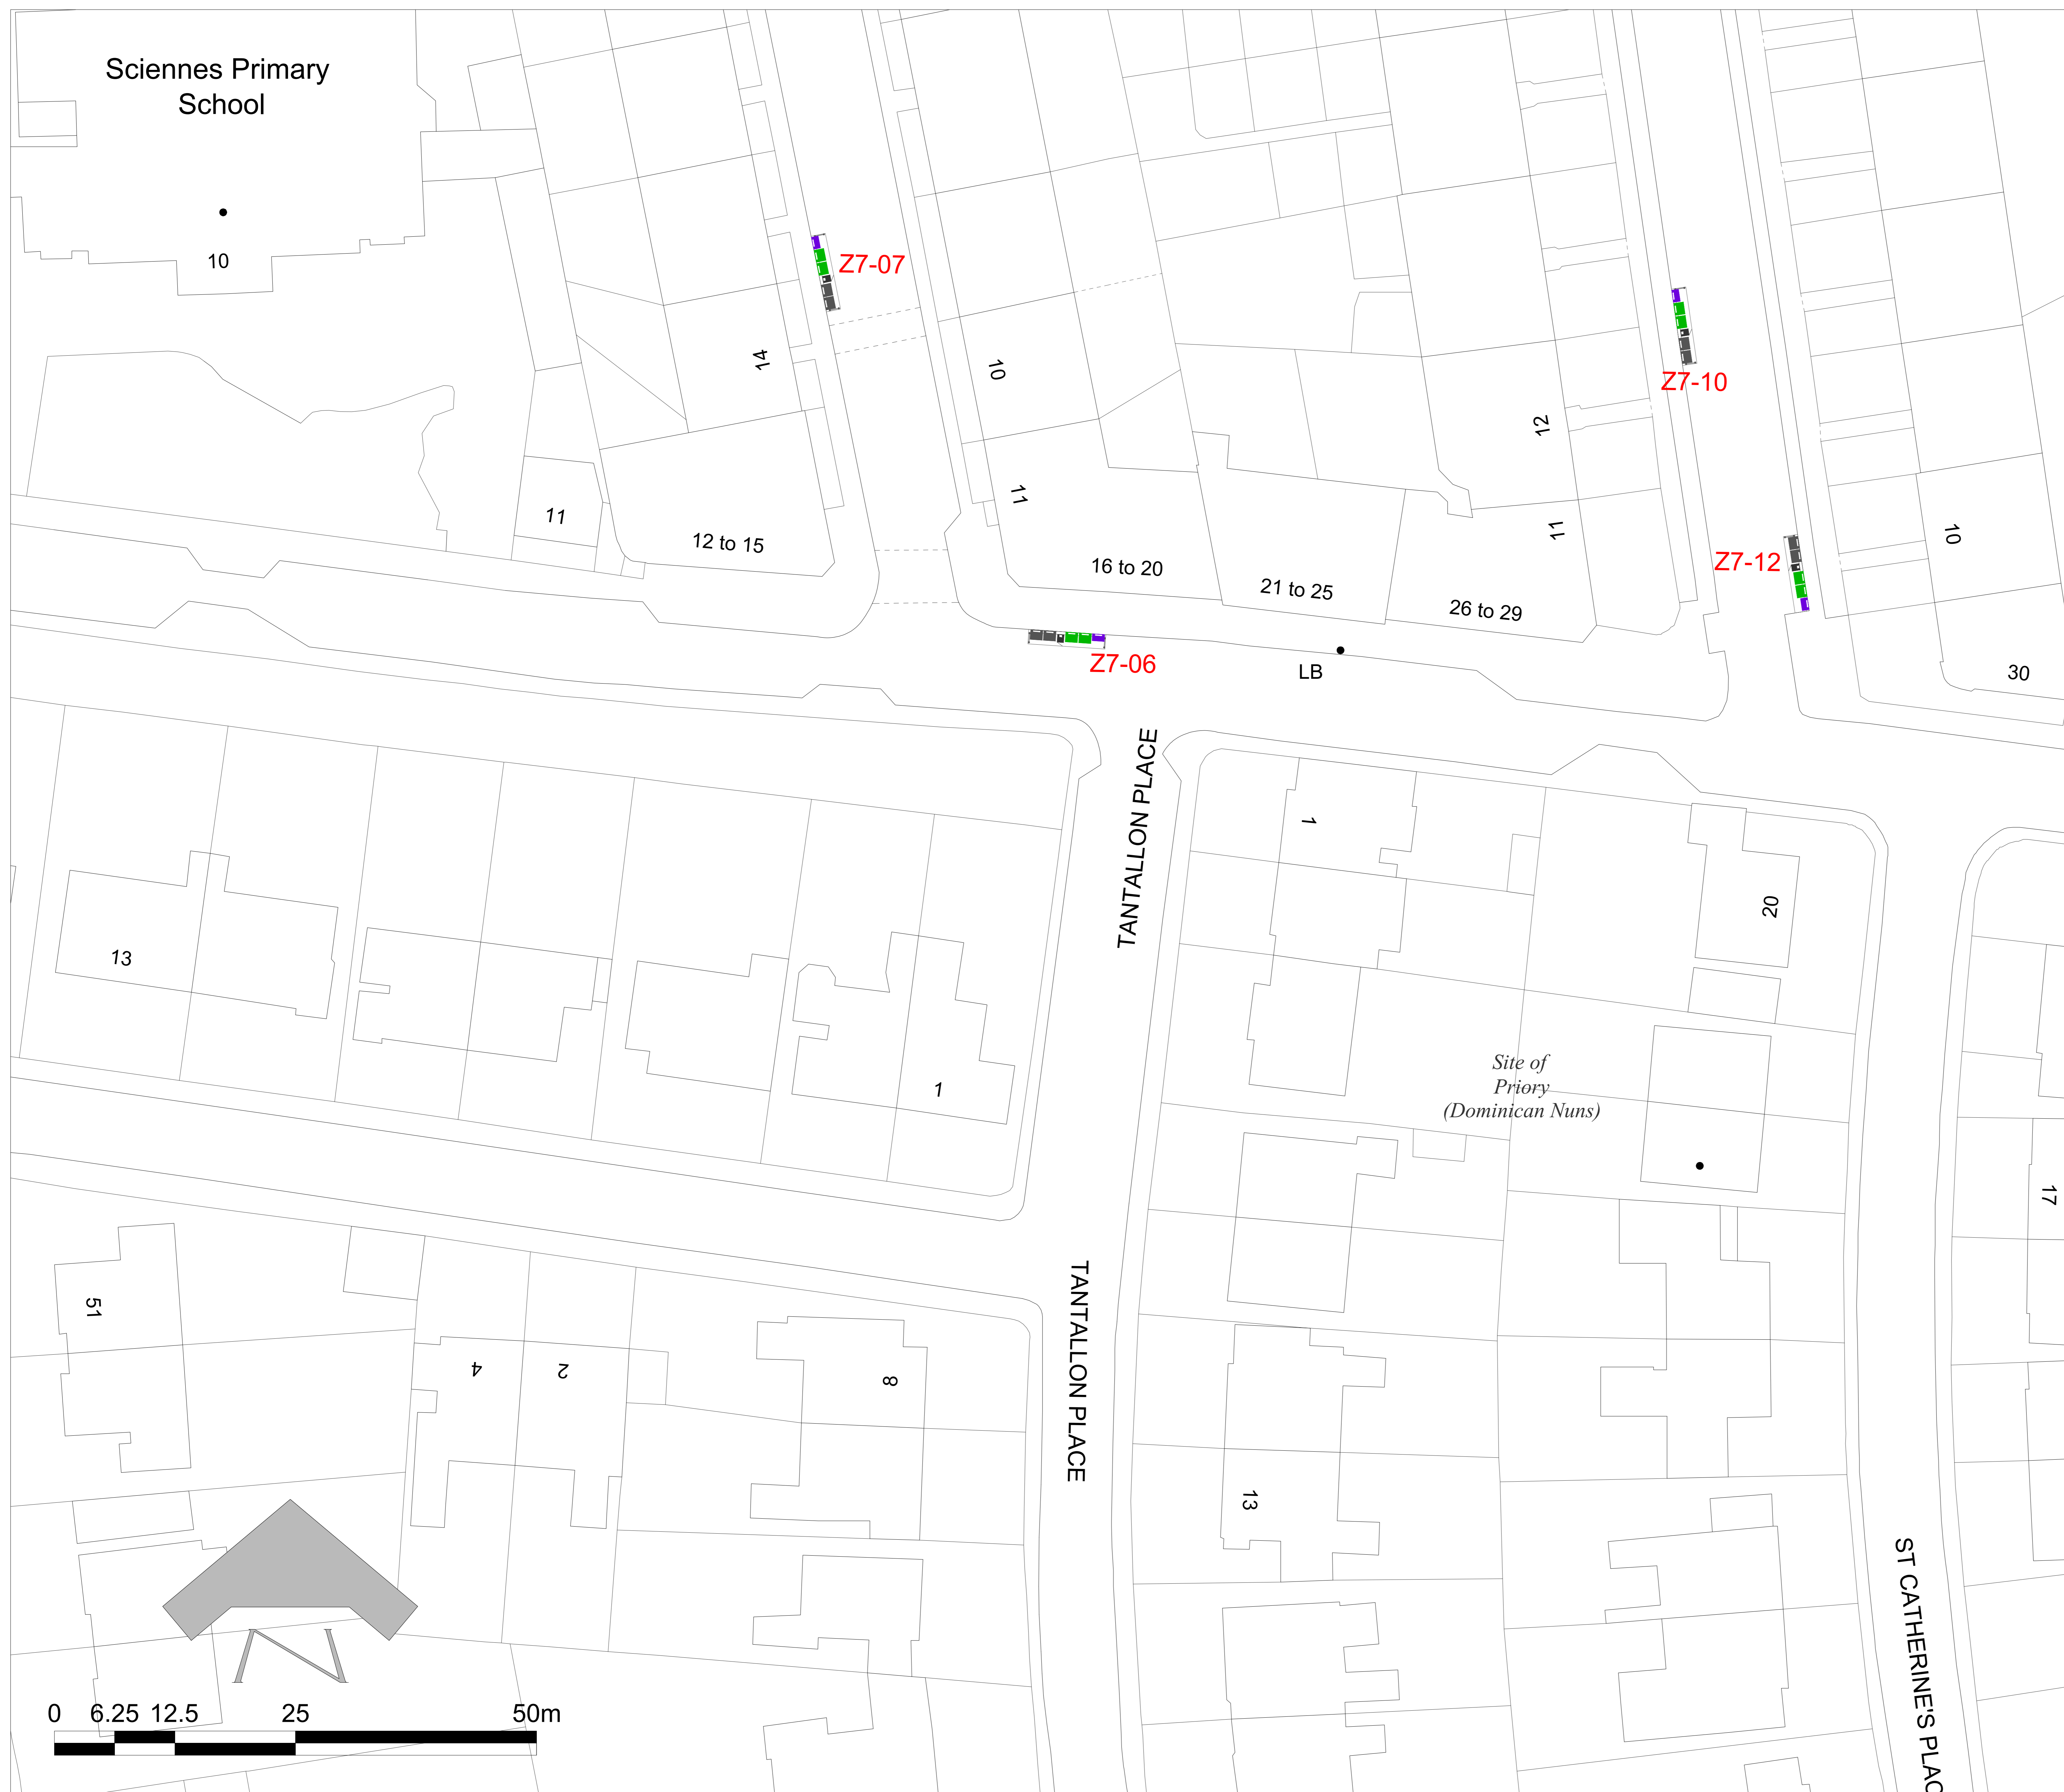 Sciennes Primary
School
10
Z7-07
14
10
Z7-10
12
11
11
11
12 to 15
16 to 20
21 to 25
26 to 29
Z7-12
10
30
Z7-06
LB
TANTALLON PLACE
1
20
13
1
Site of
Priory
(Dominican Nuns)
17
51
4
2
8
TANTALLON PLACE
13
ST CATHERINE'S PLAC
0 6.25 12.5 25 50m